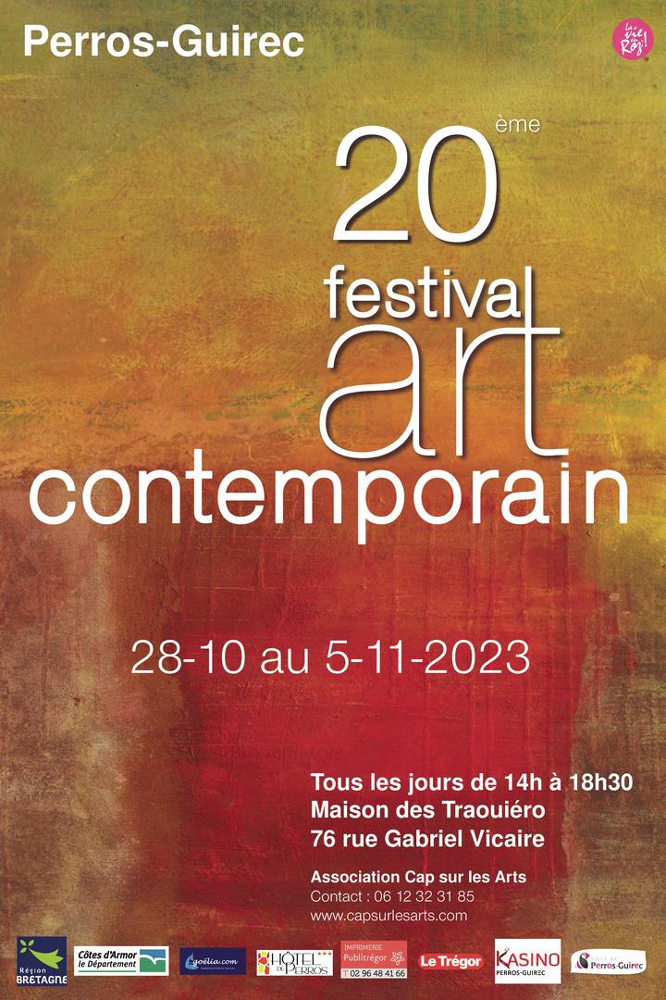 Perros-Guirec
La
vie
en
Roz!
20ème
festival
art
contemporain
28-10 au 5-11-2023
Tous les jours de 14h à 18h30
Maison des Traouiéro
76 rue Gabriel Vicaire
Association Cap sur les Arts
Contact : 06 12 32 31 85
www.capsurlesarts.com
Région
BRETAGNE
Côtes d'Armor
le Département
goélia.com
HÔTEL***
DE PERROS
IMPRIMERIE
Publitrégor
T 02 96 48 41 66
Le Trégor
KASINO
PERROS-GUIREC
VILLE DE
Perros-Guirec